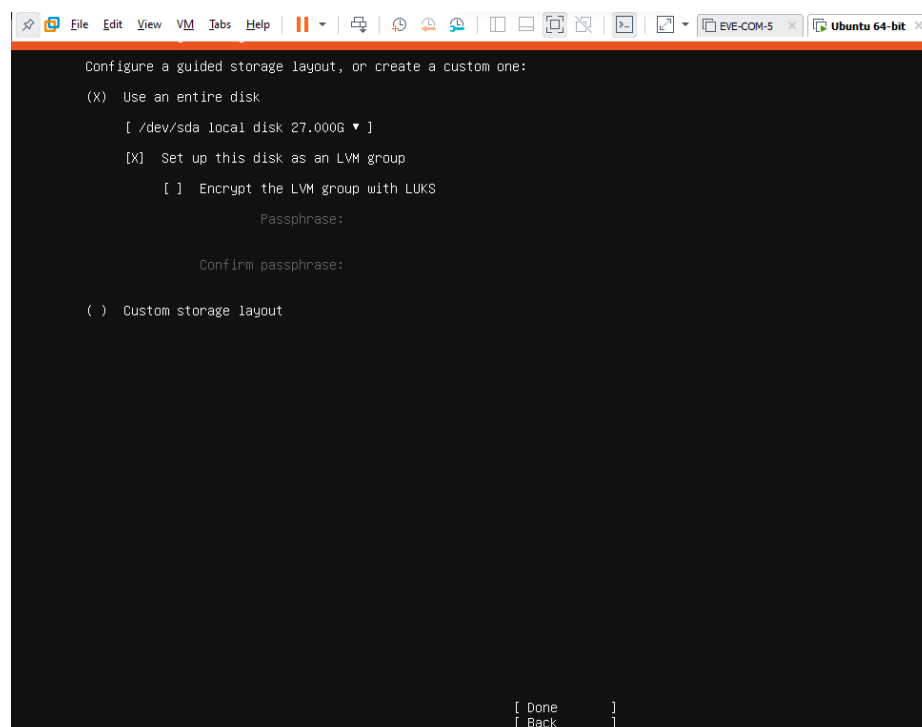 File Edit View VM Tabs Help EVE-COM-5 Ubuntu 64-bit
Configure a guided storage layout, or create a custom one:
(X) Use an entire disk
[ /dev/sda local disk 27.000G ▾ ]
[X] Set up this disk as an LVM group
[ ] Encrypt the LVM group with LUKS
Passphrase:
Confirm passphrase:
( ) Custom storage layout
[ Done ]
[ Back ]